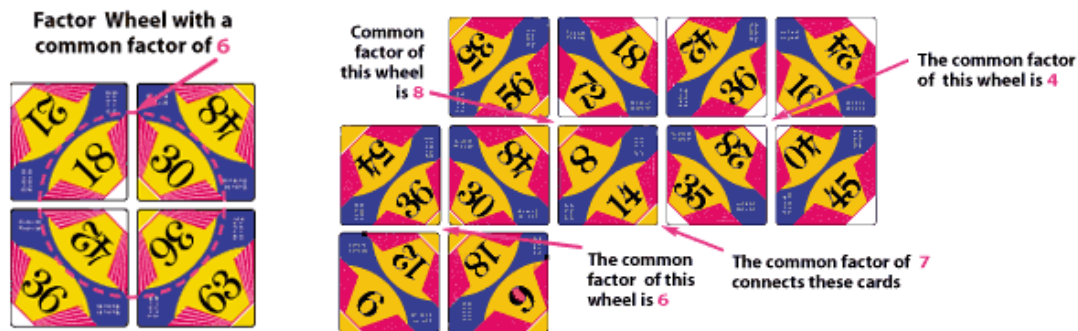 Factor Wheel with a
common factor of 6
21
48
18
30
42
36
36
63
Common
factor of
this wheel
is 8
35
81
42
24
56
72
36
16
The common factor
of this wheel is 4
54
48
8
28
40
36
30
14
35
45
12
18
9
6
The common
factor of this
wheel is 6
The common factor of 7
connects these cards